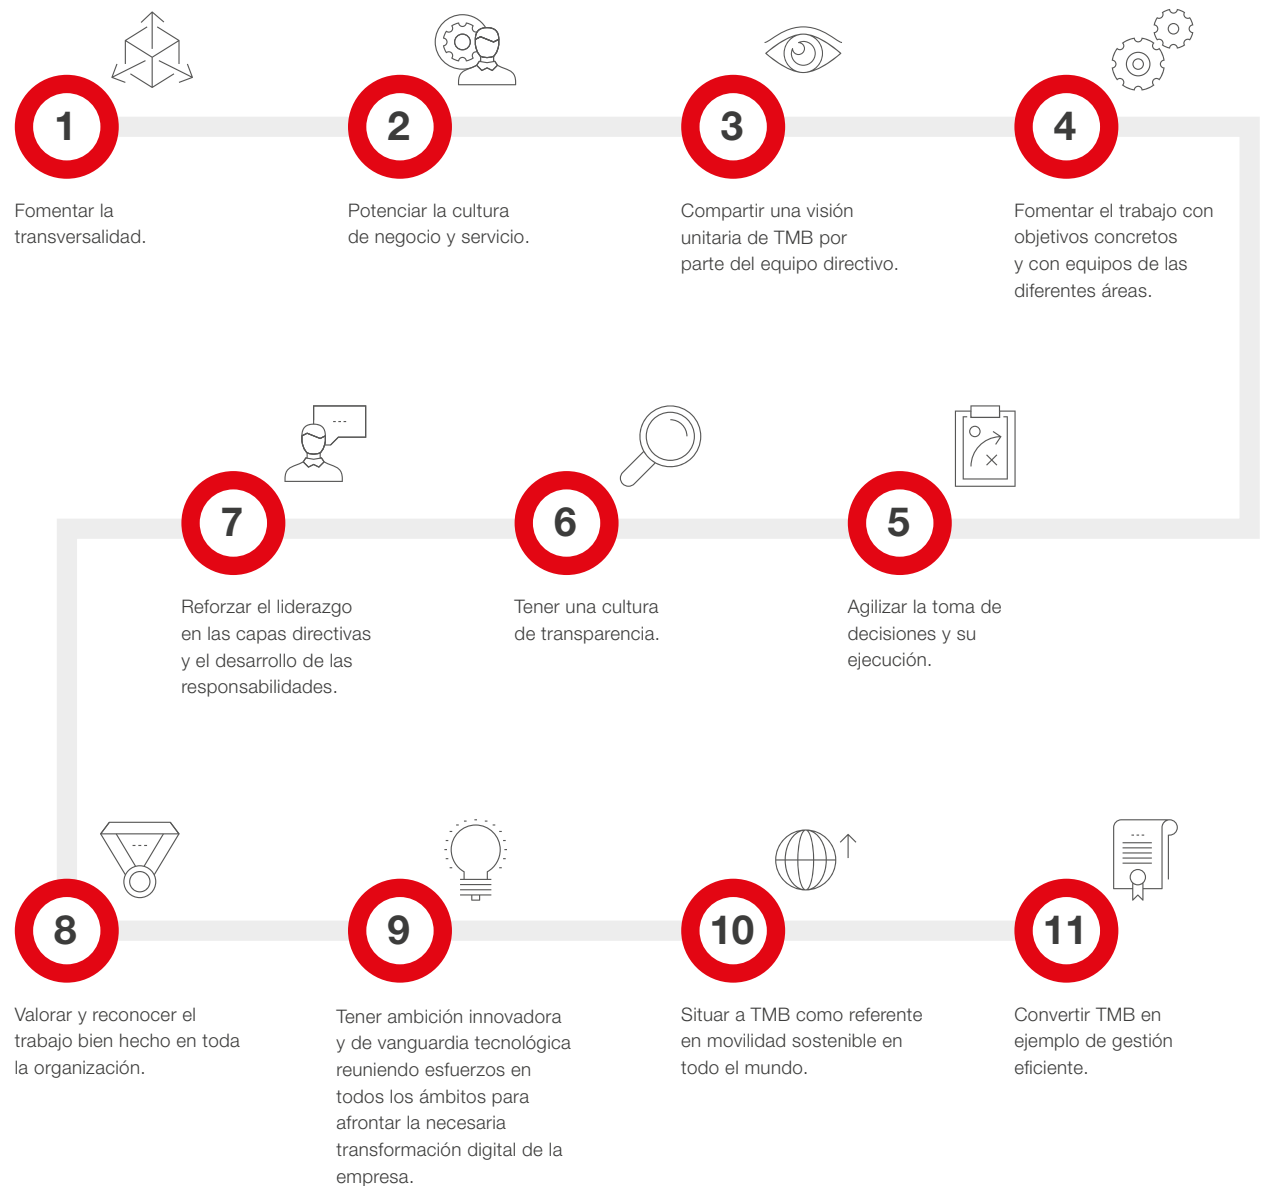 1
Fomentar la
transversalidad.
2
Potenciar la cultura
de negocio y servicio.
3
Compartir una visión
unitaria de TMB por
parte del equipo directivo.
4
Fomentar el trabajo con
objetivos concretos
y con equipos de las
diferentes áreas.
5
Agilizar la toma de
decisiones y su
ejecución.
6
Tener una cultura
de transparencia.
7
Reforzar el liderazgo
en las capas directivas
y el desarrollo de las
responsabilidades.
8
Valorar y reconocer el
trabajo bien hecho en toda
la organización.
9
Tener ambición innovadora
y de vanguardia tecnológica
reuniendo esfuerzos en
todos los ámbitos para
afrontar la necesaria
transformación digital de la
empresa.
10
Situar a TMB como referente
en movilidad sostenible en
todo el mundo.
11
Convertir TMB en
ejemplo de gestión
eficiente.